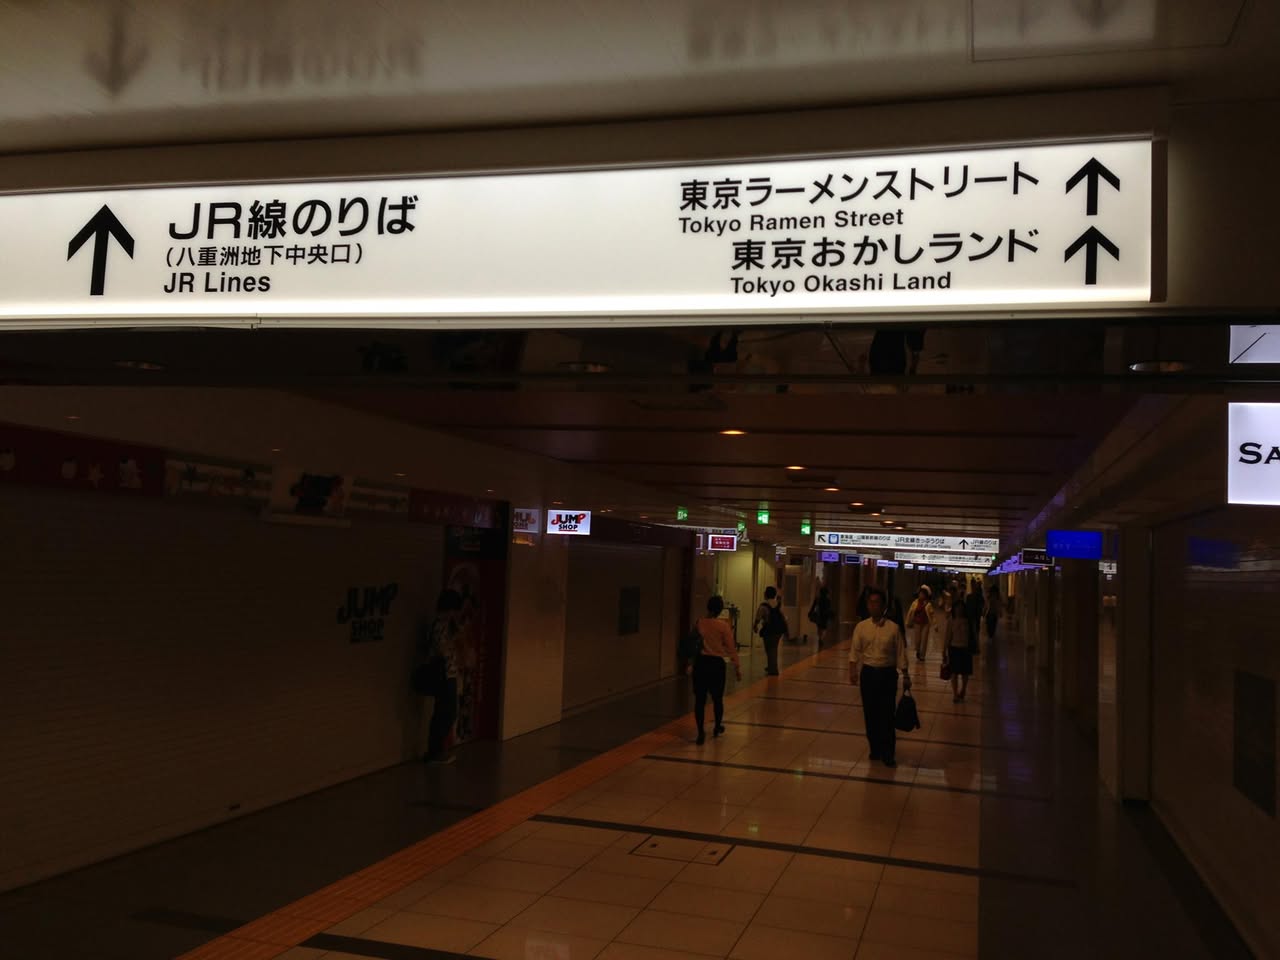 JR線のりば
(八重洲地下中央口)
JR Lines
東京ラーメンストリート
Tokyo Ramen Street
東京おかしランド
Tokyo Okashi Land
JUMP
SHOP
JUMP
SHOP